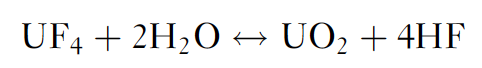 UF₄ + 2H₂O ↔ UO₂ + 4HF